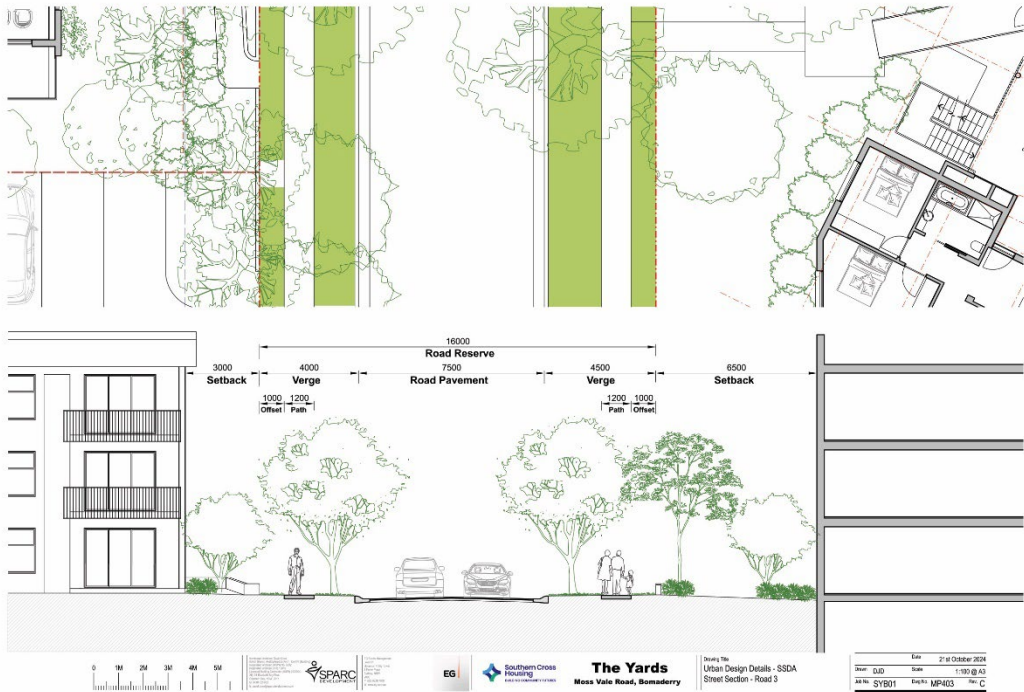 16000
Road Reserve
3000
Setback
4000
Verge
7500
Road Pavement
4500
Verge
6500
Setback
1000
Offset
1200
Path
1200
Path
1000
Offset
0 1M 2M 3M 4M 5M
SPARC
DEVELOPMENT
EG
Southern Cross
Housing
BUILDING COMMUNITY FUTURES
The Yards
Moss Vale Road, Bomaderry
Drawing Title
Urban Design Details - SSDA
Street Section - Road 3
Date 21st October 2024
Drawn DJD Scale 1:100 @ A3
Job No. SYB01 Dwg No. MP403 Rev. C